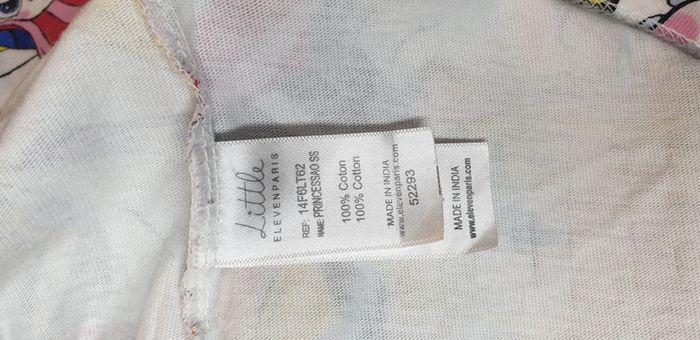 Little
ELEVENPARIS
REF: 14F6LT62
NAME: PRINCESSAO SS
100% Coton
100% Cotton
MADE IN INDIA
www.elevenparis.com
52293
MADE IN INDIA
www.elevenparis.com